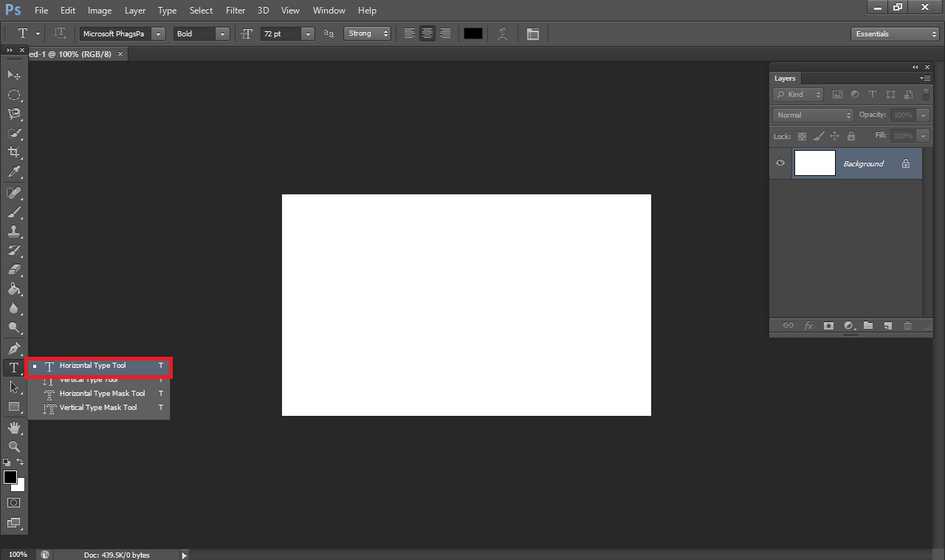 Ps File Edit Image Layer Type Select Filter 3D View Window Help
T Microsoft PhagsPa Bold 72 pt aa Strong Essentials
ed-1 @ 100% (RGB/8) ×
Layers
Kind
Normal Opacity: 100%
Lock: Fill: 100%
Background
fx
T Horizontal Type Tool T
Vertical Type Tool T
Horizontal Type Mask Tool T
Vertical Type Mask Tool T
100% Doc: 439.5K/0 bytes